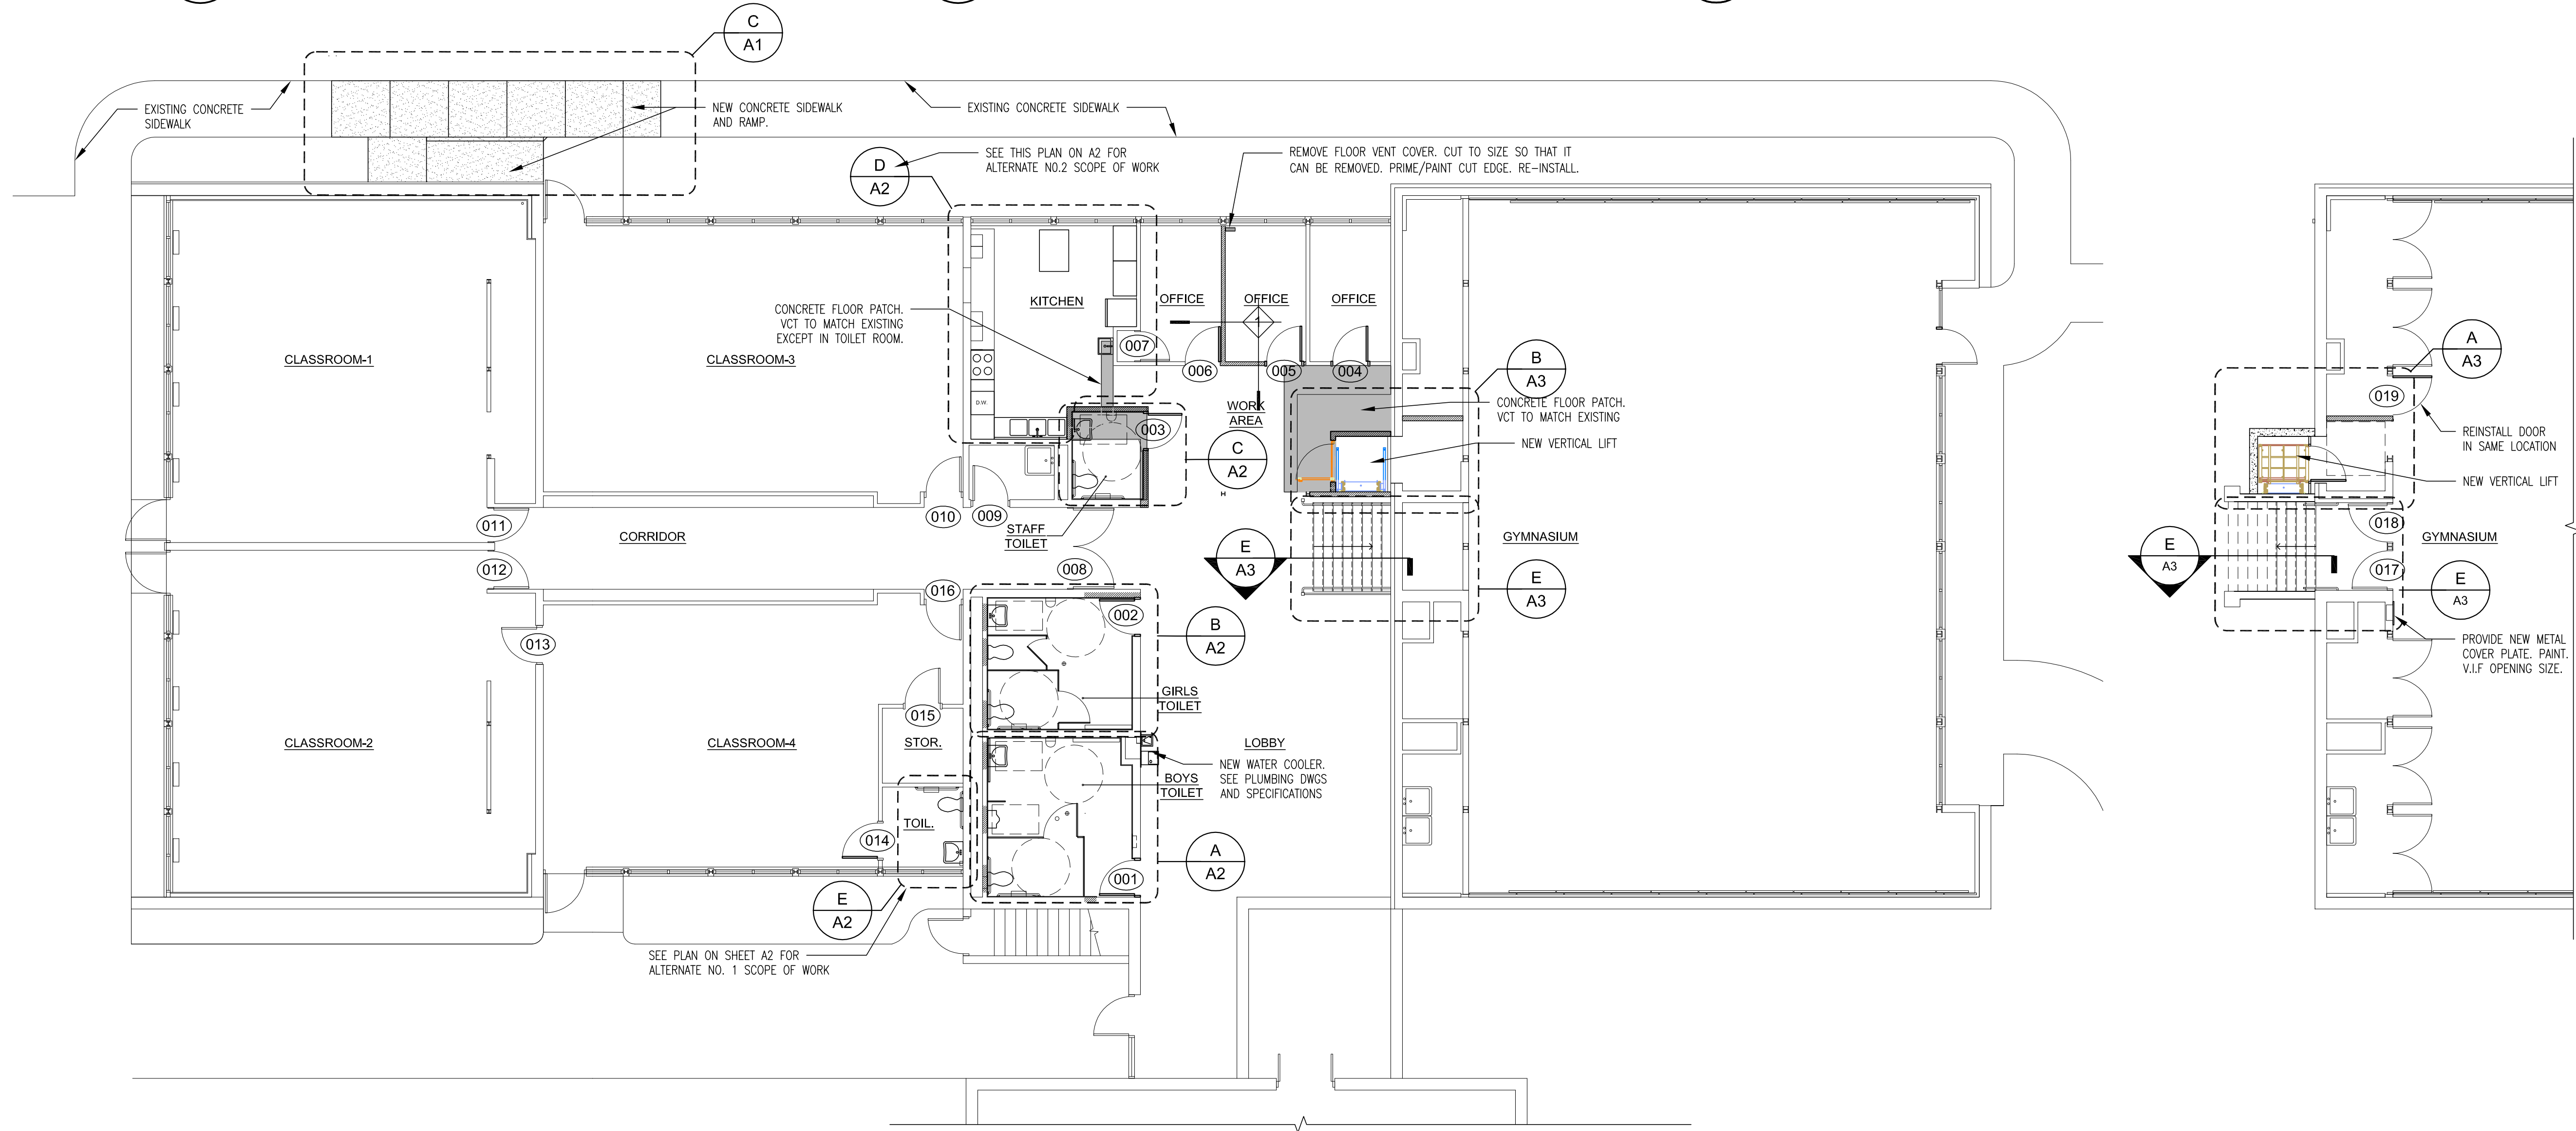 C
A1
EXISTING CONCRETE
SIDEWALK
NEW CONCRETE SIDEWALK
AND RAMP.
EXISTING CONCRETE SIDEWALK
D
A2
SEE THIS PLAN ON A2 FOR
ALTERNATE NO.2 SCOPE OF WORK
REMOVE FLOOR VENT COVER. CUT TO SIZE SO THAT IT
CAN BE REMOVED. PRIME/PAINT CUT EDGE. RE-INSTALL.
KITCHEN
OFFICE
OFFICE
OFFICE
1
CONCRETE FLOOR PATCH.
VCT TO MATCH EXISTING
EXCEPT IN TOILET ROOM.
CLASSROOM-1
CLASSROOM-3
007
006
005
004
B
A3
A
A3
D.W.
WORK
AREA
CONCRETE FLOOR PATCH.
VCT TO MATCH EXISTING
NEW VERTICAL LIFT
003
C
A2
H
019
REINSTALL DOOR
IN SAME LOCATION
NEW VERTICAL LIFT
011
010
009
STAFF
TOILET
CORRIDOR
GYMNASIUM
018
GYMNASIUM
012
008
E
A3
E
A3
E
A3
017
E
A3
016
002
013
B
A2
PROVIDE NEW METAL
COVER PLATE. PAINT.
V.I.F OPENING SIZE.
GIRLS
TOILET
015
STOR.
CLASSROOM-2
CLASSROOM-4
LOBBY
NEW WATER COOLER.
SEE PLUMBING DWGS
AND SPECIFICATIONS
BOYS
TOILET
TOIL.
014
A
A2
001
E
A2
SEE PLAN ON SHEET A2 FOR
ALTERNATE NO. 1 SCOPE OF WORK